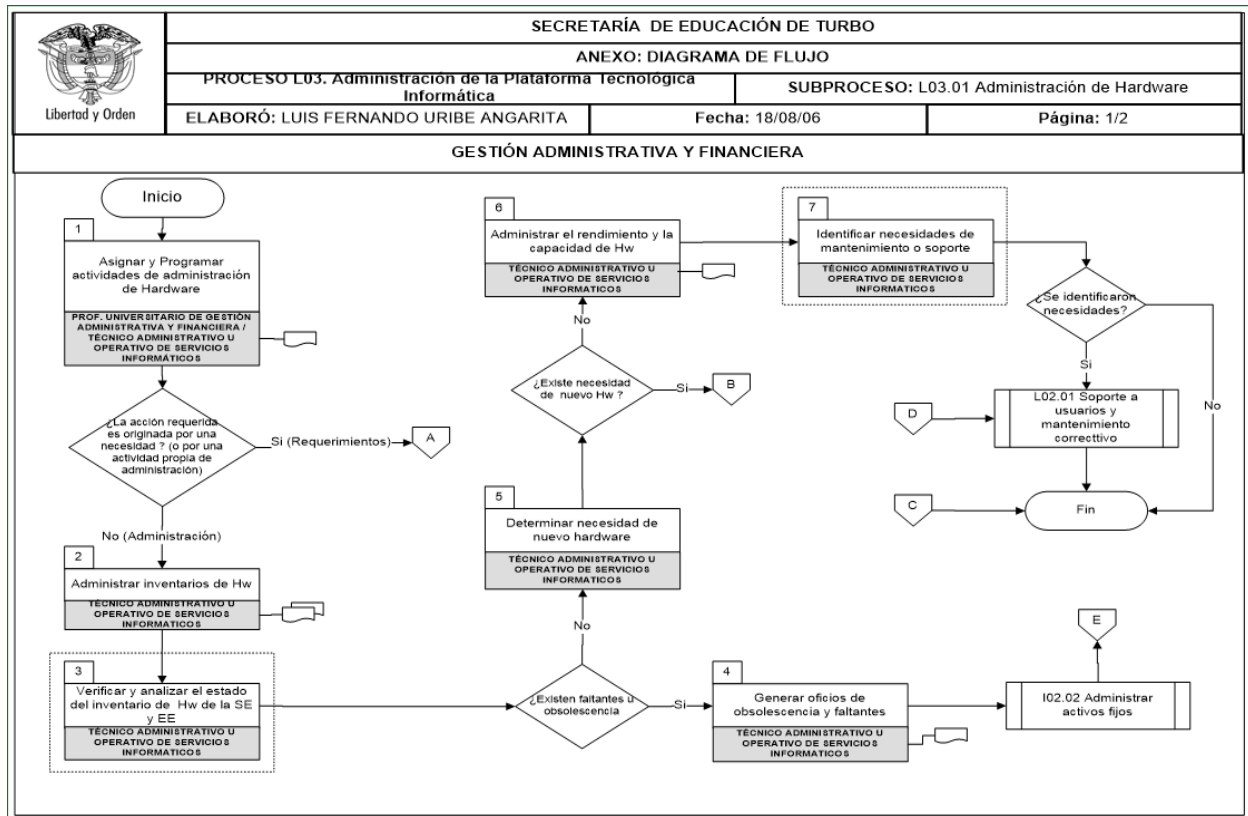 SECRETARÍA DE EDUCACIÓN DE TURBO
ANEXO: DIAGRAMA DE FLUJO
PROCESO L03. Administración de la Plataforma Tecnológica
Informática
SUBPROCESO: L03.01 Administración de Hardware
Libertad y Orden
ELABORÓ: LUIS FERNANDO URIBE ANGARITA
Fecha: 18/08/06
Página: 1/2
GESTIÓN ADMINISTRATIVA Y FINANCIERA
Inicio
1
Asignar y Programar
actividades de administración
de Hardware
PROF. UNIVERSITARIO DE GESTIÓN
ADMINISTRATIVA Y FINANCIERA /
TÉCNICO ADMINISTRATIVO U
OPERATIVO DE SERVICIOS
INFORMÁTICOS
¿La acción requerida
es originada por una
necesidad ? (o por una
actividad propia de
administración)
Si (Requerimientos)
A
No (Administración)
2
Administrar inventarios de Hw
TÉCNICO ADMINISTRATIVO U
OPERATIVO DE SERVICIOS
INFORMATICOS
3
Verificar y analizar el estado
del inventario de Hw de la SE
y EE
TÉCNICO ADMINISTRATIVO U
OPERATIVO DE SERVICIOS
INFORMATICOS
¿Existen faltantes u
obsolescencia
Si
4
Generar oficios de
obsolescencia y faltantes
TÉCNICO ADMINISTRATIVO U
OPERATIVO DE SERVICIOS
INFORMATICOS
I02.02 Administrar
activos fijos
E
No
5
Determinar necesidad de
nuevo hardware
TÉCNICO ADMINISTRATIVO U
OPERATIVO DE SERVICIOS
INFORMATICOS
¿Existe necesidad
de nuevo Hw ?
Si
B
No
6
Administrar el rendimiento y la
capacidad de Hw
TÉCNICO ADMINISTRATIVO U
OPERATIVO DE SERVICIOS
INFORMATICOS
7
Identificar necesidades de
mantenimiento o soporte
TÉCNICO ADMINISTRATIVO U
OPERATIVO DE SERVICIOS
INFORMATICOS
¿Se identificaron
necesidades?
Si
No
D
L02.01 Soporte a
usuarios y
mantenimiento
correcttivo
C
Fin